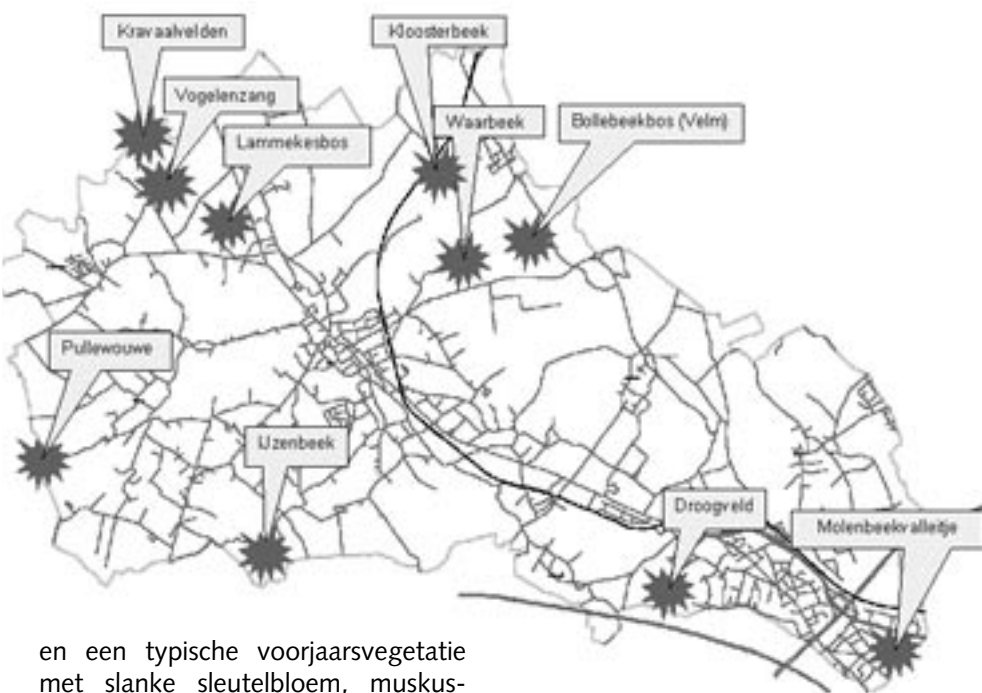 Kravaalvelden
Kloosterbeek
Vogelenzang
Waarbeek
Bollebeekbos (Velm)
Lammekesbos
Pullewouwe
IJzenbeek
Droogveld
Molenbeekvalleitje
en een typische voorjaarsvegetatie
met slanke sleutelbloem, muskus-